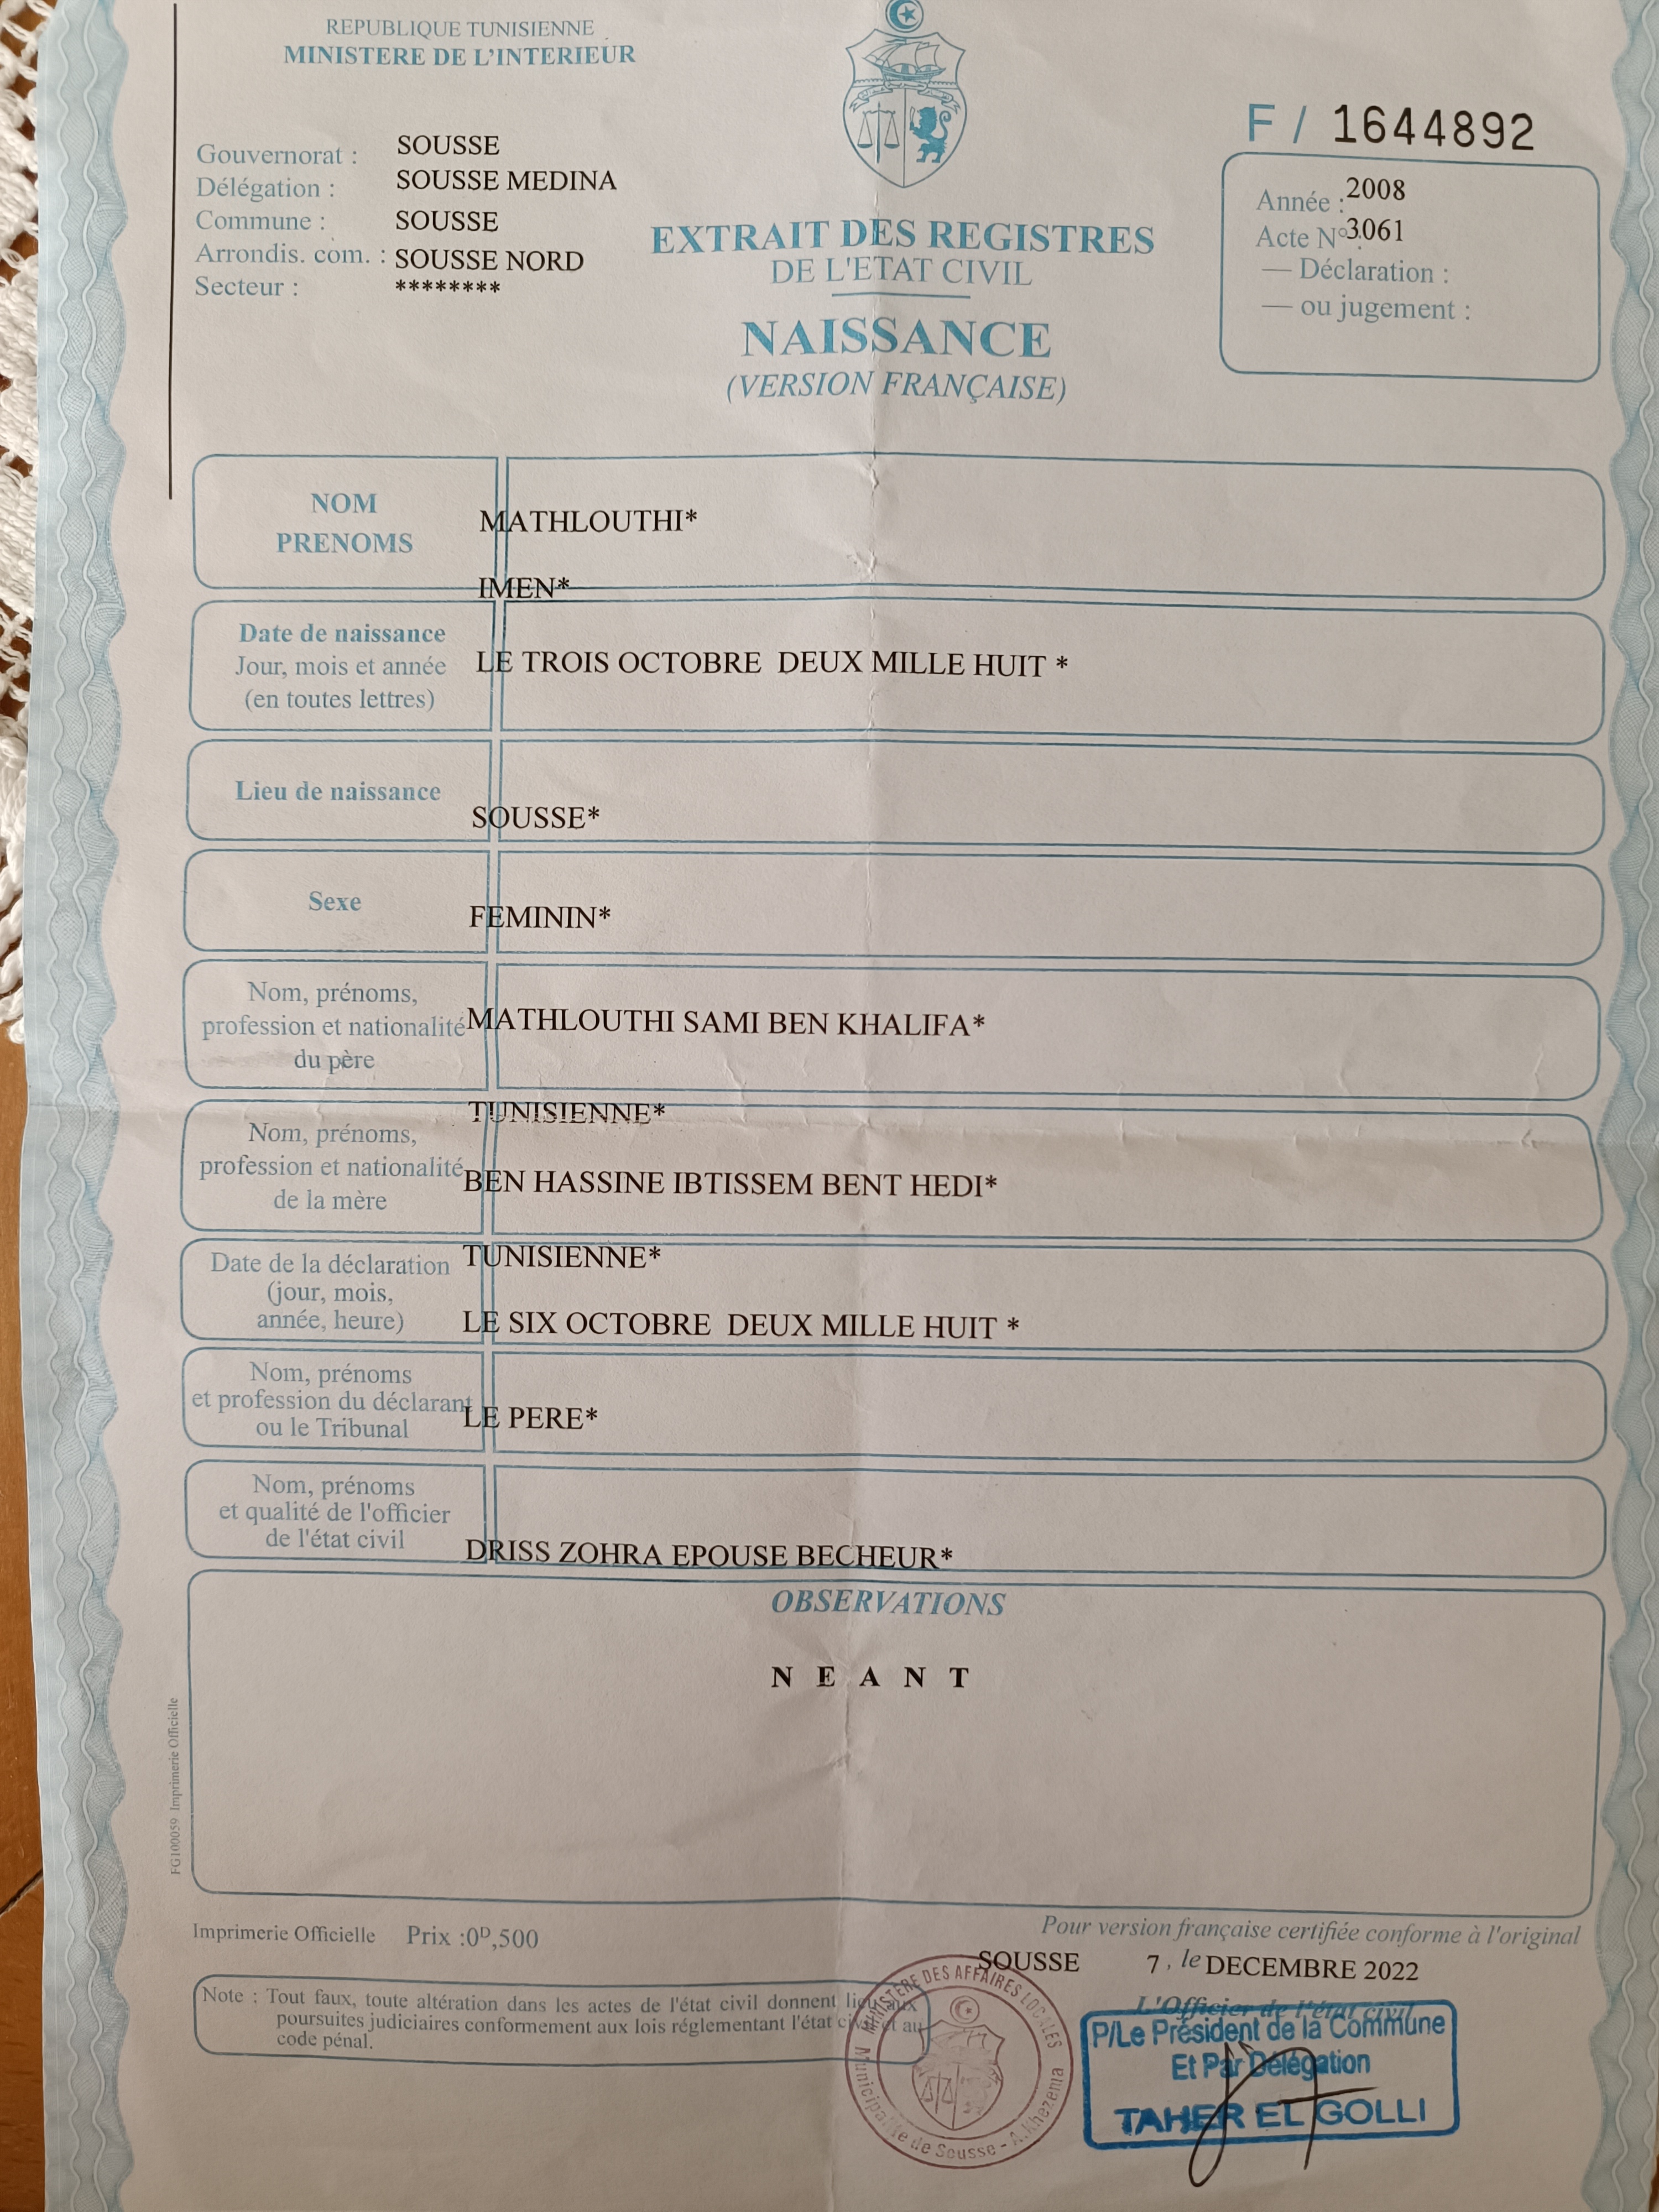 REPUBLIQUE TUNISIENNE
MINISTERE DE L'INTERIEUR
F / 1644892
Gouvernorat : SOUSSE
Délégation : SOUSSE MEDINA
Commune : SOUSSE
Arrondis. com. : SOUSSE NORD
Secteur : ********
EXTRAIT DES REGISTRES
DE L'ETAT CIVIL
NAISSANCE
(VERSION FRANÇAISE)
Année : 2008
Acte N° 3061
— Déclaration :
— ou jugement :
NOM
PRENOMS
MATHLOUTHI*
IMEN*
Date de naissance
Jour, mois et année
(en toutes lettres)
LE TROIS OCTOBRE DEUX MILLE HUIT *
Lieu de naissance
SOUSSE*
Sexe
FEMININ*
Nom, prénoms,
profession et nationalité
du père
MATHLOUTHI SAMI BEN KHALIFA*
TUNISIENNE*
Nom, prénoms,
profession et nationalité
de la mère
BEN HASSINE IBTISSEM BENT HEDI*
TUNISIENNE*
Date de la déclaration
(jour, mois,
année, heure)
LE SIX OCTOBRE DEUX MILLE HUIT *
Nom, prénoms
et profession du déclarant
ou le Tribunal
LE PERE*
Nom, prénoms
et qualité de l'officier
de l'état civil
DRISS ZOHRA EPOUSE BECHEUR*
OBSERVATIONS
N E A N T
FG100059 Imprimerie Officielle
Imprimerie Officielle Prix :0D,500
Pour version française certifiée conforme à l'original
SOUSSE 7 , le DECEMBRE 2022
L'Officier de l'état civil
Note : Tout faux, toute altération dans les actes de l'état civil donnent lieu aux
poursuites judiciaires conformement aux lois réglementant l'état civil et au
code pénal.
MINISTÈRE DES AFFAIRES LOCALES
Municipalité de Sousse - A.Khezema
P/Le Président de la Commune
Et Par Délégation
TAHER EL GOLLI